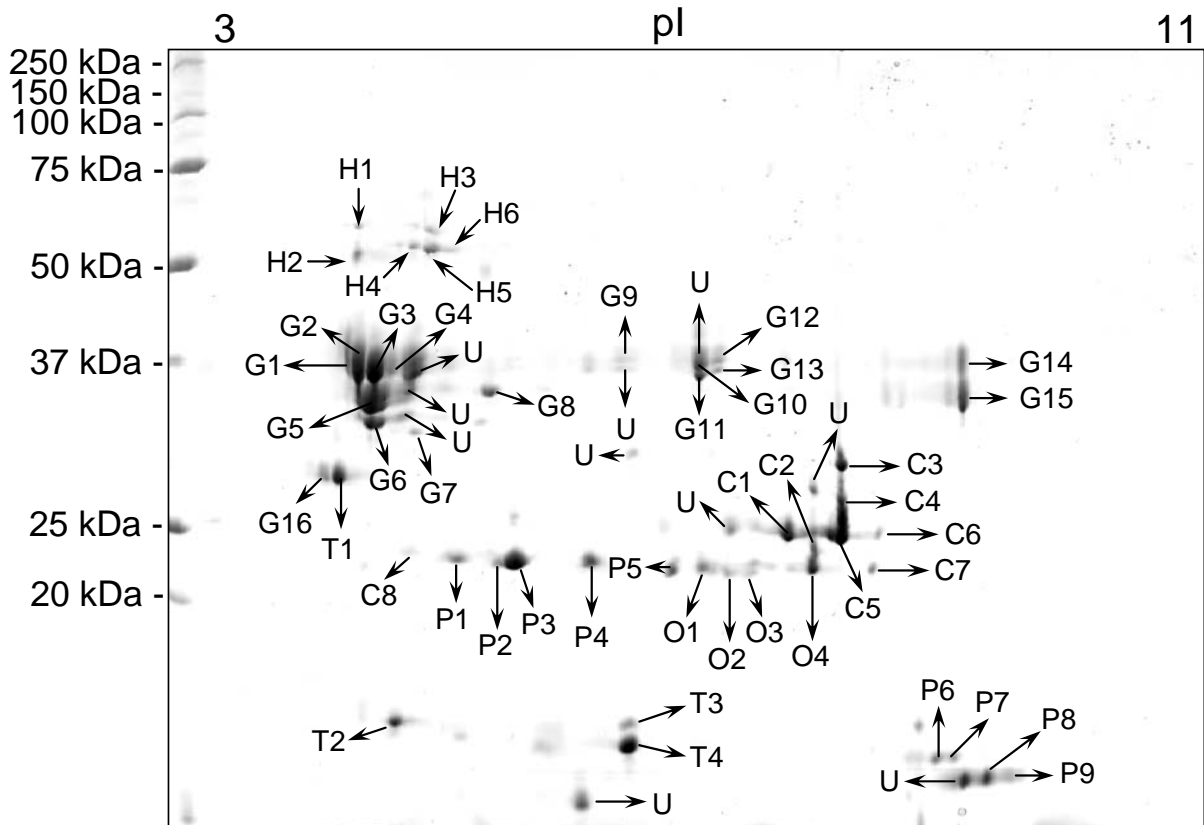 3 pI 11
250 kDa -
150 kDa -
100 kDa -
75 kDa -
H1
H3
H6
H2
50 kDa -
H4
H5
U
G9
G2
G3
G4
G12
U
37 kDa -
G1
G14
G13
G8
G10
G15
U
G5
U
U
G11
U
U
G6
G7
C2
C3
C1
U
C4
G16
25 kDa -
T1
C6
P5
C7
C8
20 kDa -
C5
P1
P2
P3
P4
O1
O2
O3
O4
P6
P7
T3
P8
T2
T4
U
P9
U